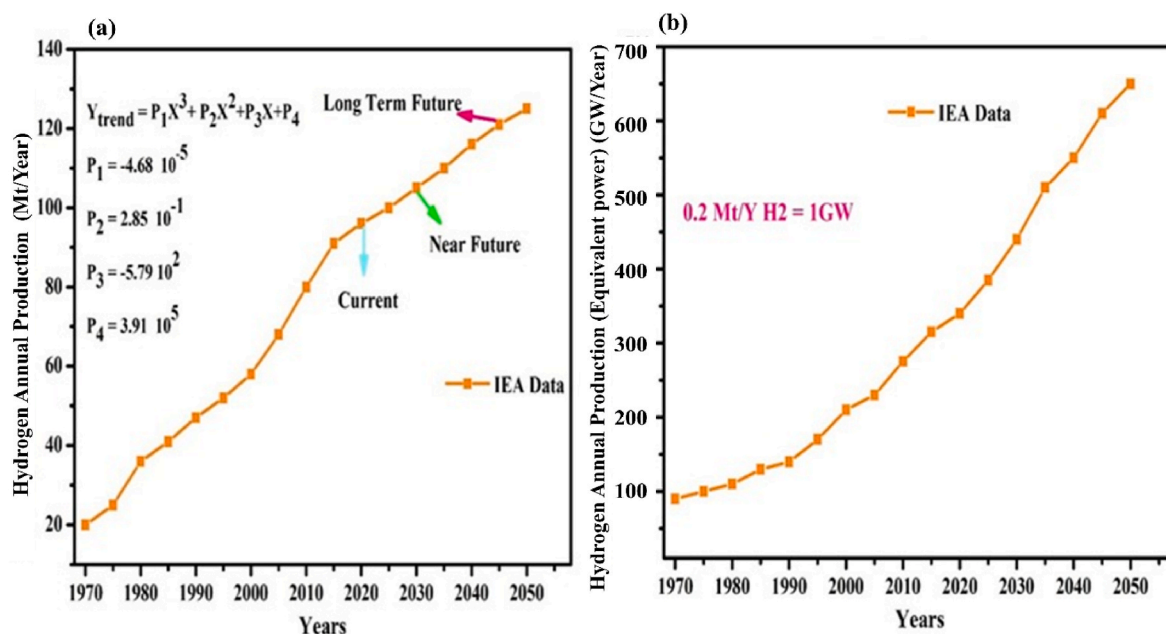 (a)
Hydrogen Annual Production (Mt/Year)
140
120
100
80
60
40
20
Y_trend = P₁X³ + P₂X² + P₃X + P₄
P₁ = -4.68 10⁻⁵
P₂ = 2.85 10⁻¹
P₃ = -5.79 10²
P₄ = 3.91 10⁵
Long Term Future
Near Future
Current
IEA Data
1970 1980 1990 2000 2010 2020 2030 2040 2050
Years
(b)
Hydrogen Annual Production (Equivalent power) (GW/Year)
700
600
500
400
300
200
100
IEA Data
0.2 Mt/Y H2 = 1GW
1970 1980 1990 2000 2010 2020 2030 2040 2050
Years